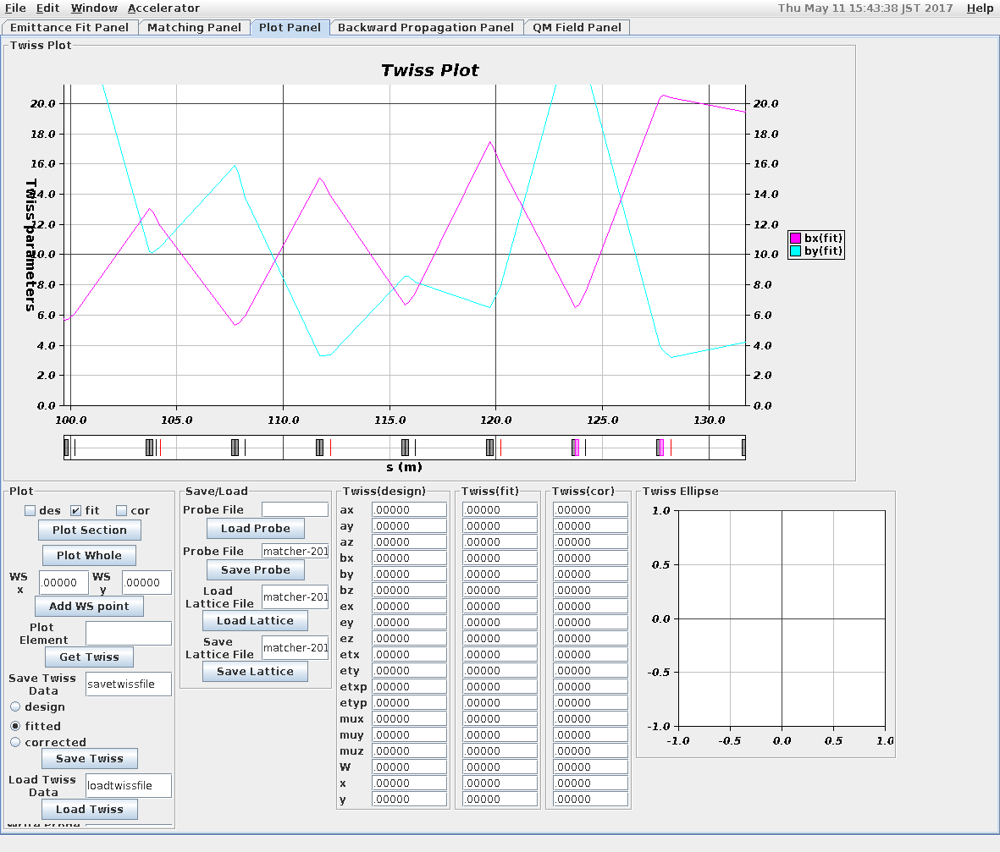 File Edit Window Accelerator Thu May 11 15:43:38 JST 2017 Help
Emittance Fit Panel Matching Panel Plot Panel Backward Propagation Panel QM Field Panel
Twiss Plot
Twiss Plot
20.0 20.0
18.0 18.0
16.0 16.0
14.0 14.0
12.0 12.0
10.0 10.0
8.0 8.0
6.0 6.0
4.0 4.0
2.0 2.0
0.0 0.0
Twiss parameters
bx(fit)
by(fit)
100.0 105.0 110.0 115.0 120.0 125.0 130.0
s (m)
Plot
des fit cor
Plot Section
Plot Whole
WS x .00000 WS y .00000
Add WS point
Plot
Element
Get Twiss
Save Twiss
Data savetwissfile
design
fitted
corrected
Save Twiss
Load Twiss
Data loadtwissfile
Load Twiss
Save/Load
Probe File
Load Probe
Probe File matcher-201
Save Probe
Load
Lattice File matcher-201
Load Lattice
Save
Lattice File matcher-201
Save Lattice
Twiss(design) Twiss(fit) Twiss(cor)
ax .00000 .00000 .00000
ay .00000 .00000 .00000
az .00000 .00000 .00000
bx .00000 .00000 .00000
by .00000 .00000 .00000
bz .00000 .00000 .00000
ex .00000 .00000 .00000
ey .00000 .00000 .00000
ez .00000 .00000 .00000
etx .00000 .00000 .00000
ety .00000 .00000 .00000
etxp .00000 .00000 .00000
etyp .00000 .00000 .00000
mux .00000 .00000 .00000
muy .00000 .00000 .00000
muz .00000 .00000 .00000
W .00000 .00000 .00000
x .00000 .00000 .00000
y .00000 .00000 .00000
Twiss Ellipse
1.0
0.5
0.0
-0.5
-1.0
-1.0 -0.5 0.0 0.5 1.0